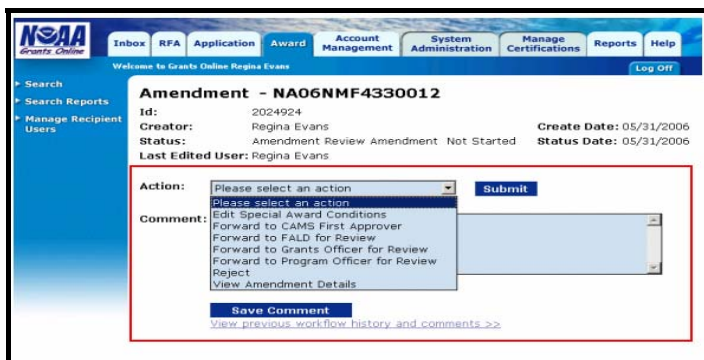 NOAA
Grants Online
Inbox
RFA
Application
Award
Account Management
System Administration
Manage Certifications
Reports
Help
Welcome to Grants Online Regina Evans
Log Off
Search
Search Reports
Manage Recipient
Users
Amendment - NA06NMF4330012
Id: 2024924
Creator: Regina Evans Create Date: 05/31/2006
Status: Amendment Review Amendment Not Started Status Date: 05/31/2006
Last Edited User: Regina Evans
Action: Please select an action Submit
Please select an action
Comment: Edit Special Award Conditions
Forward to CAMS First Approver
Forward to FALD for Review
Forward to Grants Officer for Review
Forward to Program Officer for Review
Reject
View Amendment Details
Save Comment
View previous workflow history and comments >>